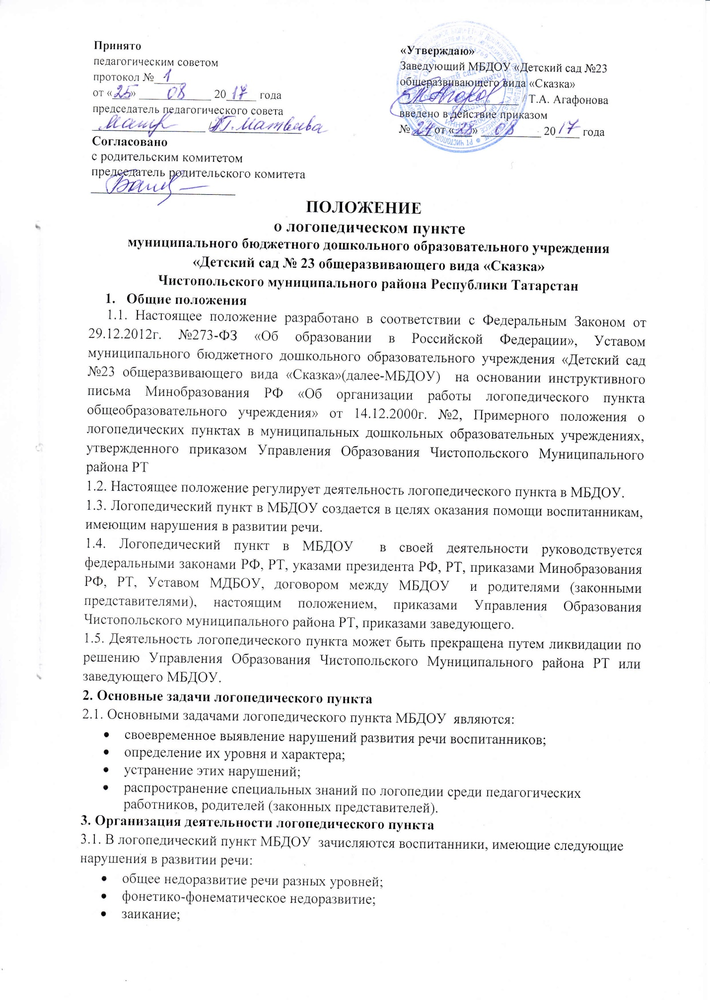 Принято
педагогическим советом
протокол № 1
от «25» 08 2017 года
председатель педагогического совета
Т. Матвеева
Согласовано
с родительским комитетом
председатель родительского комитета
«Утверждаю»
Заведующий МБДОУ «Детский сад №23
общеразвивающего вида «Сказка»
/ Т.А. Агафонова
введено в действие приказом
№ 24 от «28» 08 2017 года
ПОЛОЖЕНИЕ
о логопедическом пункте
муниципального бюджетного дошкольного образовательного учреждения
«Детский сад № 23 общеразвивающего вида «Сказка»
Чистопольского муниципального района Республики Татарстан
1. Общие положения
1.1. Настоящее положение разработано в соответствии с Федеральным Законом от
29.12.2012г. №273-ФЗ «Об образовании в Российской Федерации», Уставом
муниципального бюджетного дошкольного образовательного учреждения «Детский сад
№23 общеразвивающего вида «Сказка»(далее-МБДОУ) на основании инструктивного
письма Минобразования РФ «Об организации работы логопедического пункта
общеобразовательного учреждения» от 14.12.2000г. №2, Примерного положения о
логопедических пунктах в муниципальных дошкольных образовательных учреждениях,
утвержденного приказом Управления Образования Чистопольского Муниципального
района РТ
1.2. Настоящее положение регулирует деятельность логопедического пункта в МБДОУ.
1.3. Логопедический пункт в МБДОУ создается в целях оказания помощи воспитанникам,
имеющим нарушения в развитии речи.
1.4. Логопедический пункт в МБДОУ в своей деятельности руководствуется
федеральными законами РФ, РТ, указами президента РФ, РТ, приказами Минобразования
РФ, РТ, Уставом МДБОУ, договором между МБДОУ и родителями (законными
представителями), настоящим положением, приказами Управления Образования
Чистопольского муниципального района РТ, приказами заведующего.
1.5. Деятельность логопедического пункта может быть прекращена путем ликвидации по
решению Управления Образования Чистопольского Муниципального района РТ или
заведующего МБДОУ.
2. Основные задачи логопедического пункта
2.1. Основными задачами логопедического пункта МБДОУ являются:
• своевременное выявление нарушений развития речи воспитанников;
• определение их уровня и характера;
• устранение этих нарушений;
• распространение специальных знаний по логопедии среди педагогических
работников, родителей (законных представителей).
3. Организация деятельности логопедического пункта
3.1. В логопедический пункт МБДОУ зачисляются воспитанники, имеющие следующие
нарушения в развитии речи:
• общее недоразвитие речи разных уровней;
• фонетико-фонематическое недоразвитие;
• заикание;